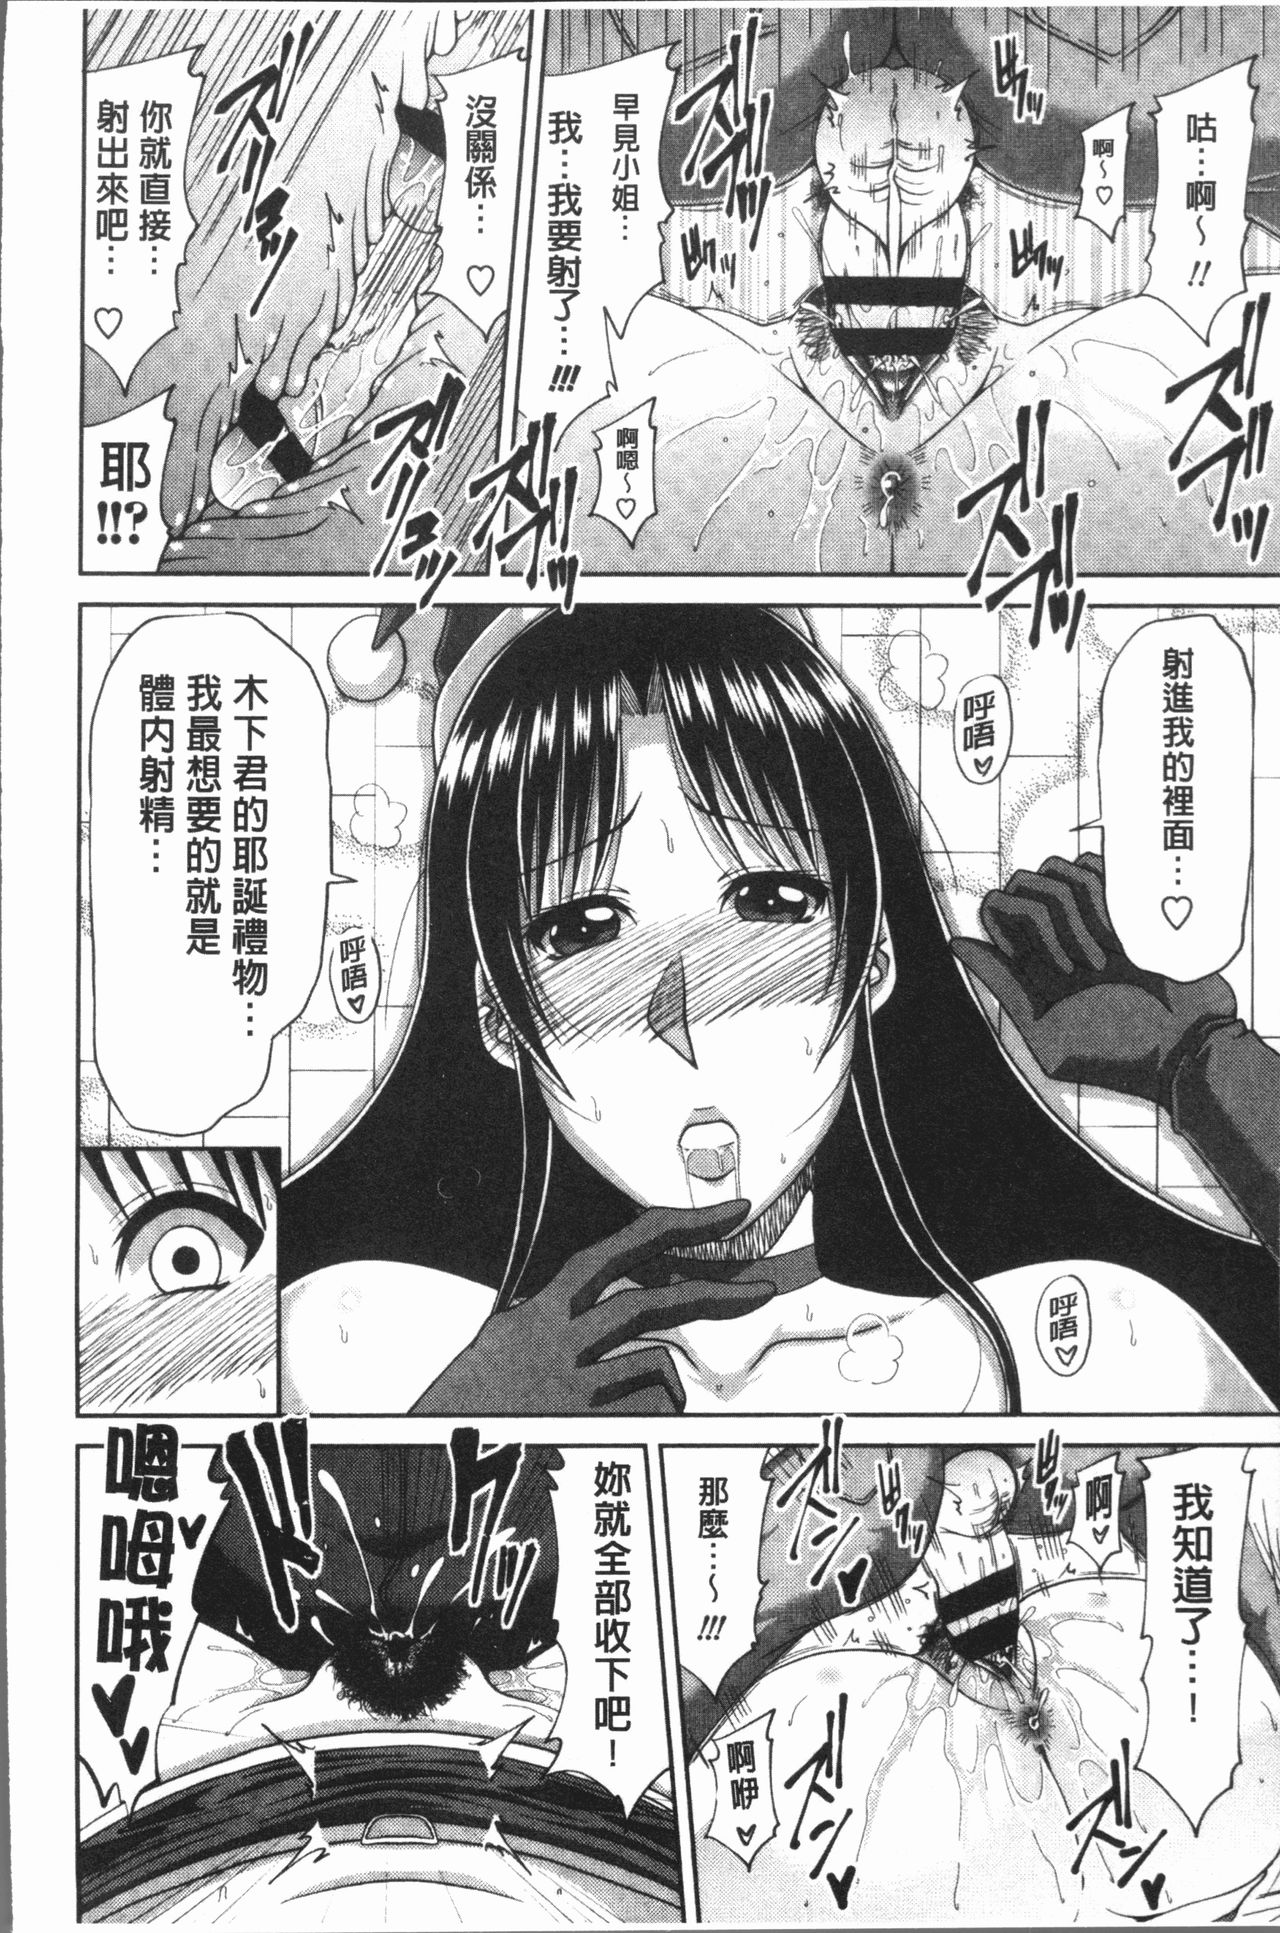 咕…啊～!!
啊～♡
早見小姐…
我…我要射了…!!!
啊嗯～♡
沒關係…♡
你就直接…
射出來吧…♡
耶!!?
射進我的裡面…♡
呼唔♥
木下君的耶誕禮物…
我最想要的就是
體內射精…
呼唔♥
呼唔♥
我知道了…!
啊♥
那麼…～!!!
啊咿♥
妳就全部收下吧!
嗯姆哦♥♥